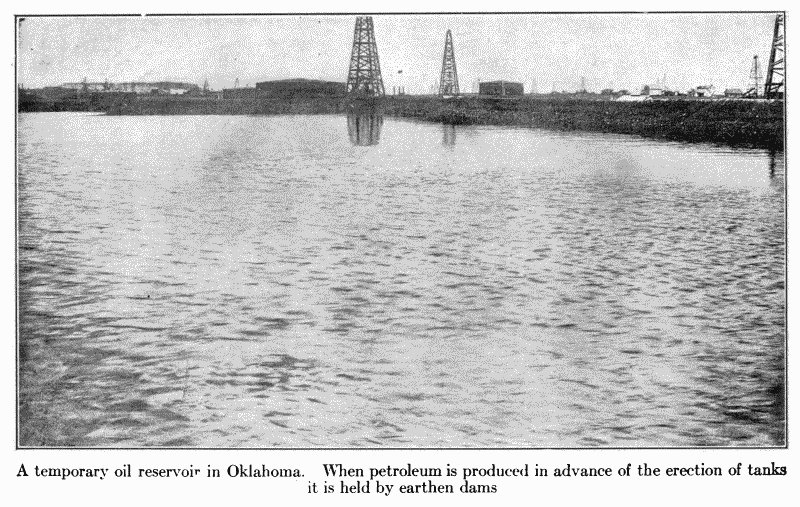 A temporary oil reservoir in Oklahoma. When petroleum is produced in advance of the erection of tanks
it is held by earthen dams